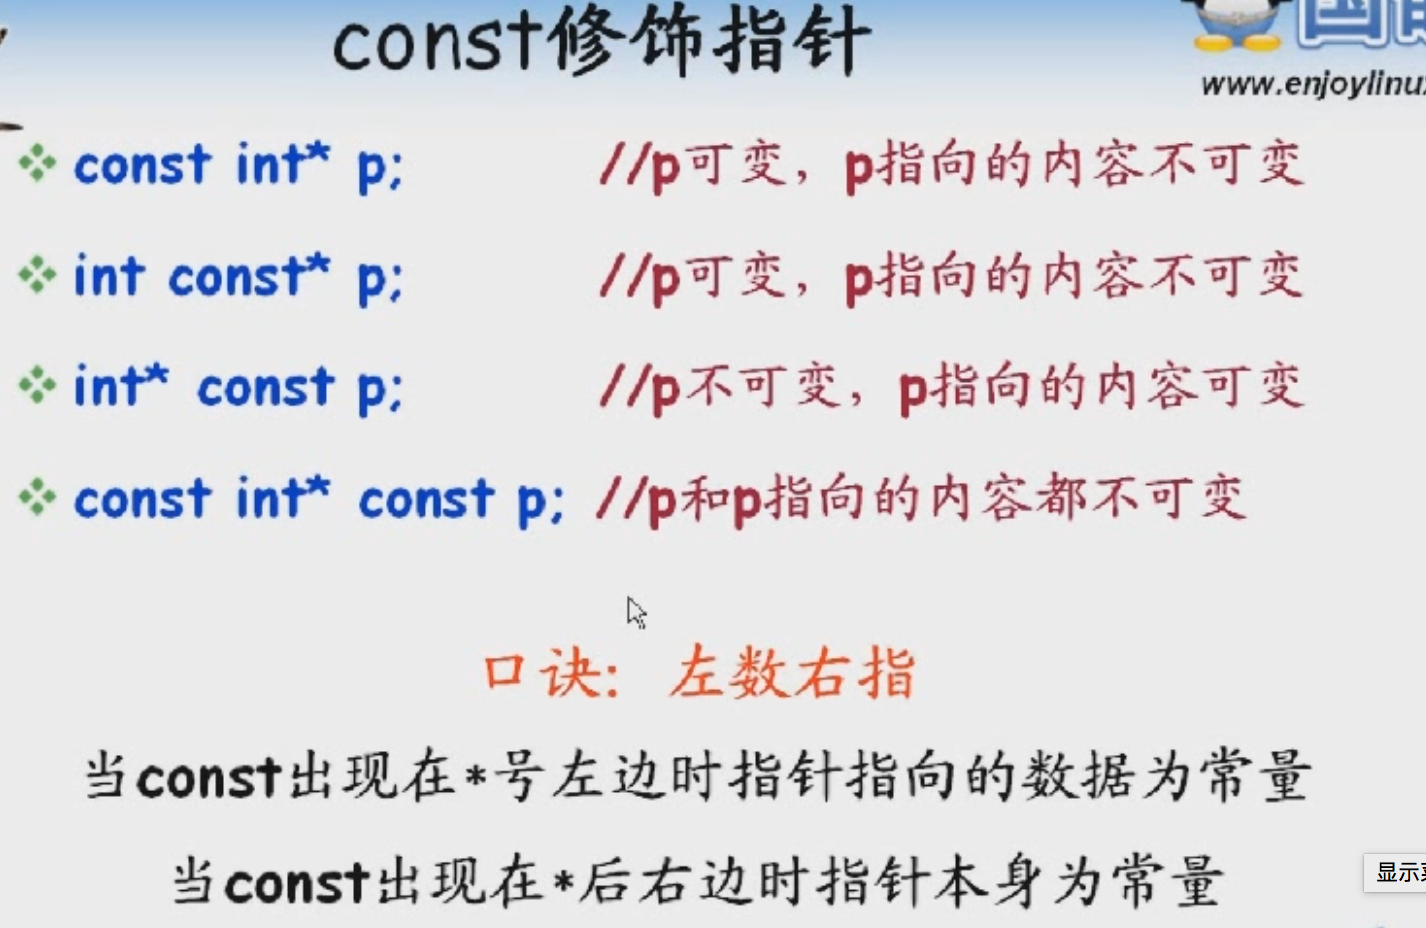 const修饰指针
www.enjoylinux
const int* p; //p可变，p指向的内容不可变
int const* p; //p可变，p指向的内容不可变
int* const p; //p不可变，p指向的内容可变
const int* const p; //p和p指向的内容都不可变
口诀: 左数右指
当const出现在*号左边时指针指向的数据为常量
当const出现在*后右边时指针本身为常量
显示